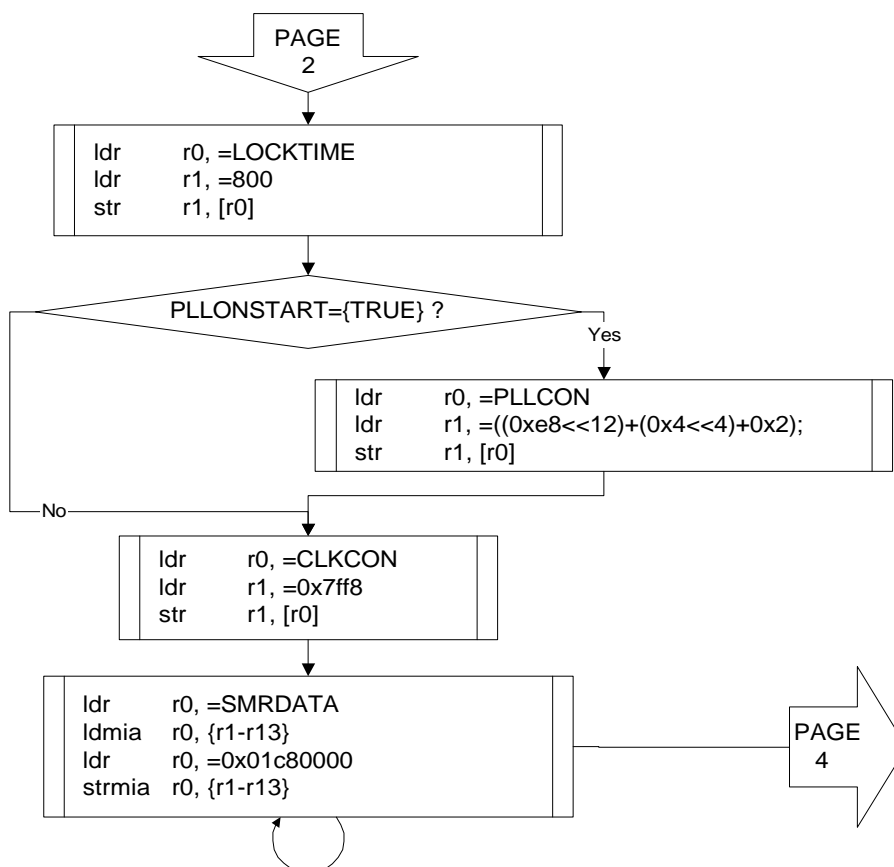 PAGE
2
ldr r0, =LOCKTIME
ldr r1, =800
str r1, [r0]
PLLONSTART={TRUE} ?
Yes
ldr r0, =PLLCON
ldr r1, =((0xe8<<12)+(0x4<<4)+0x2);
str r1, [r0]
No
ldr r0, =CLKCON
ldr r1, =0x7ff8
str r1, [r0]
ldr r0, =SMRDATA
ldmia r0, {r1-r13}
ldr r0, =0x01c80000
strmia r0, {r1-r13}
PAGE
4